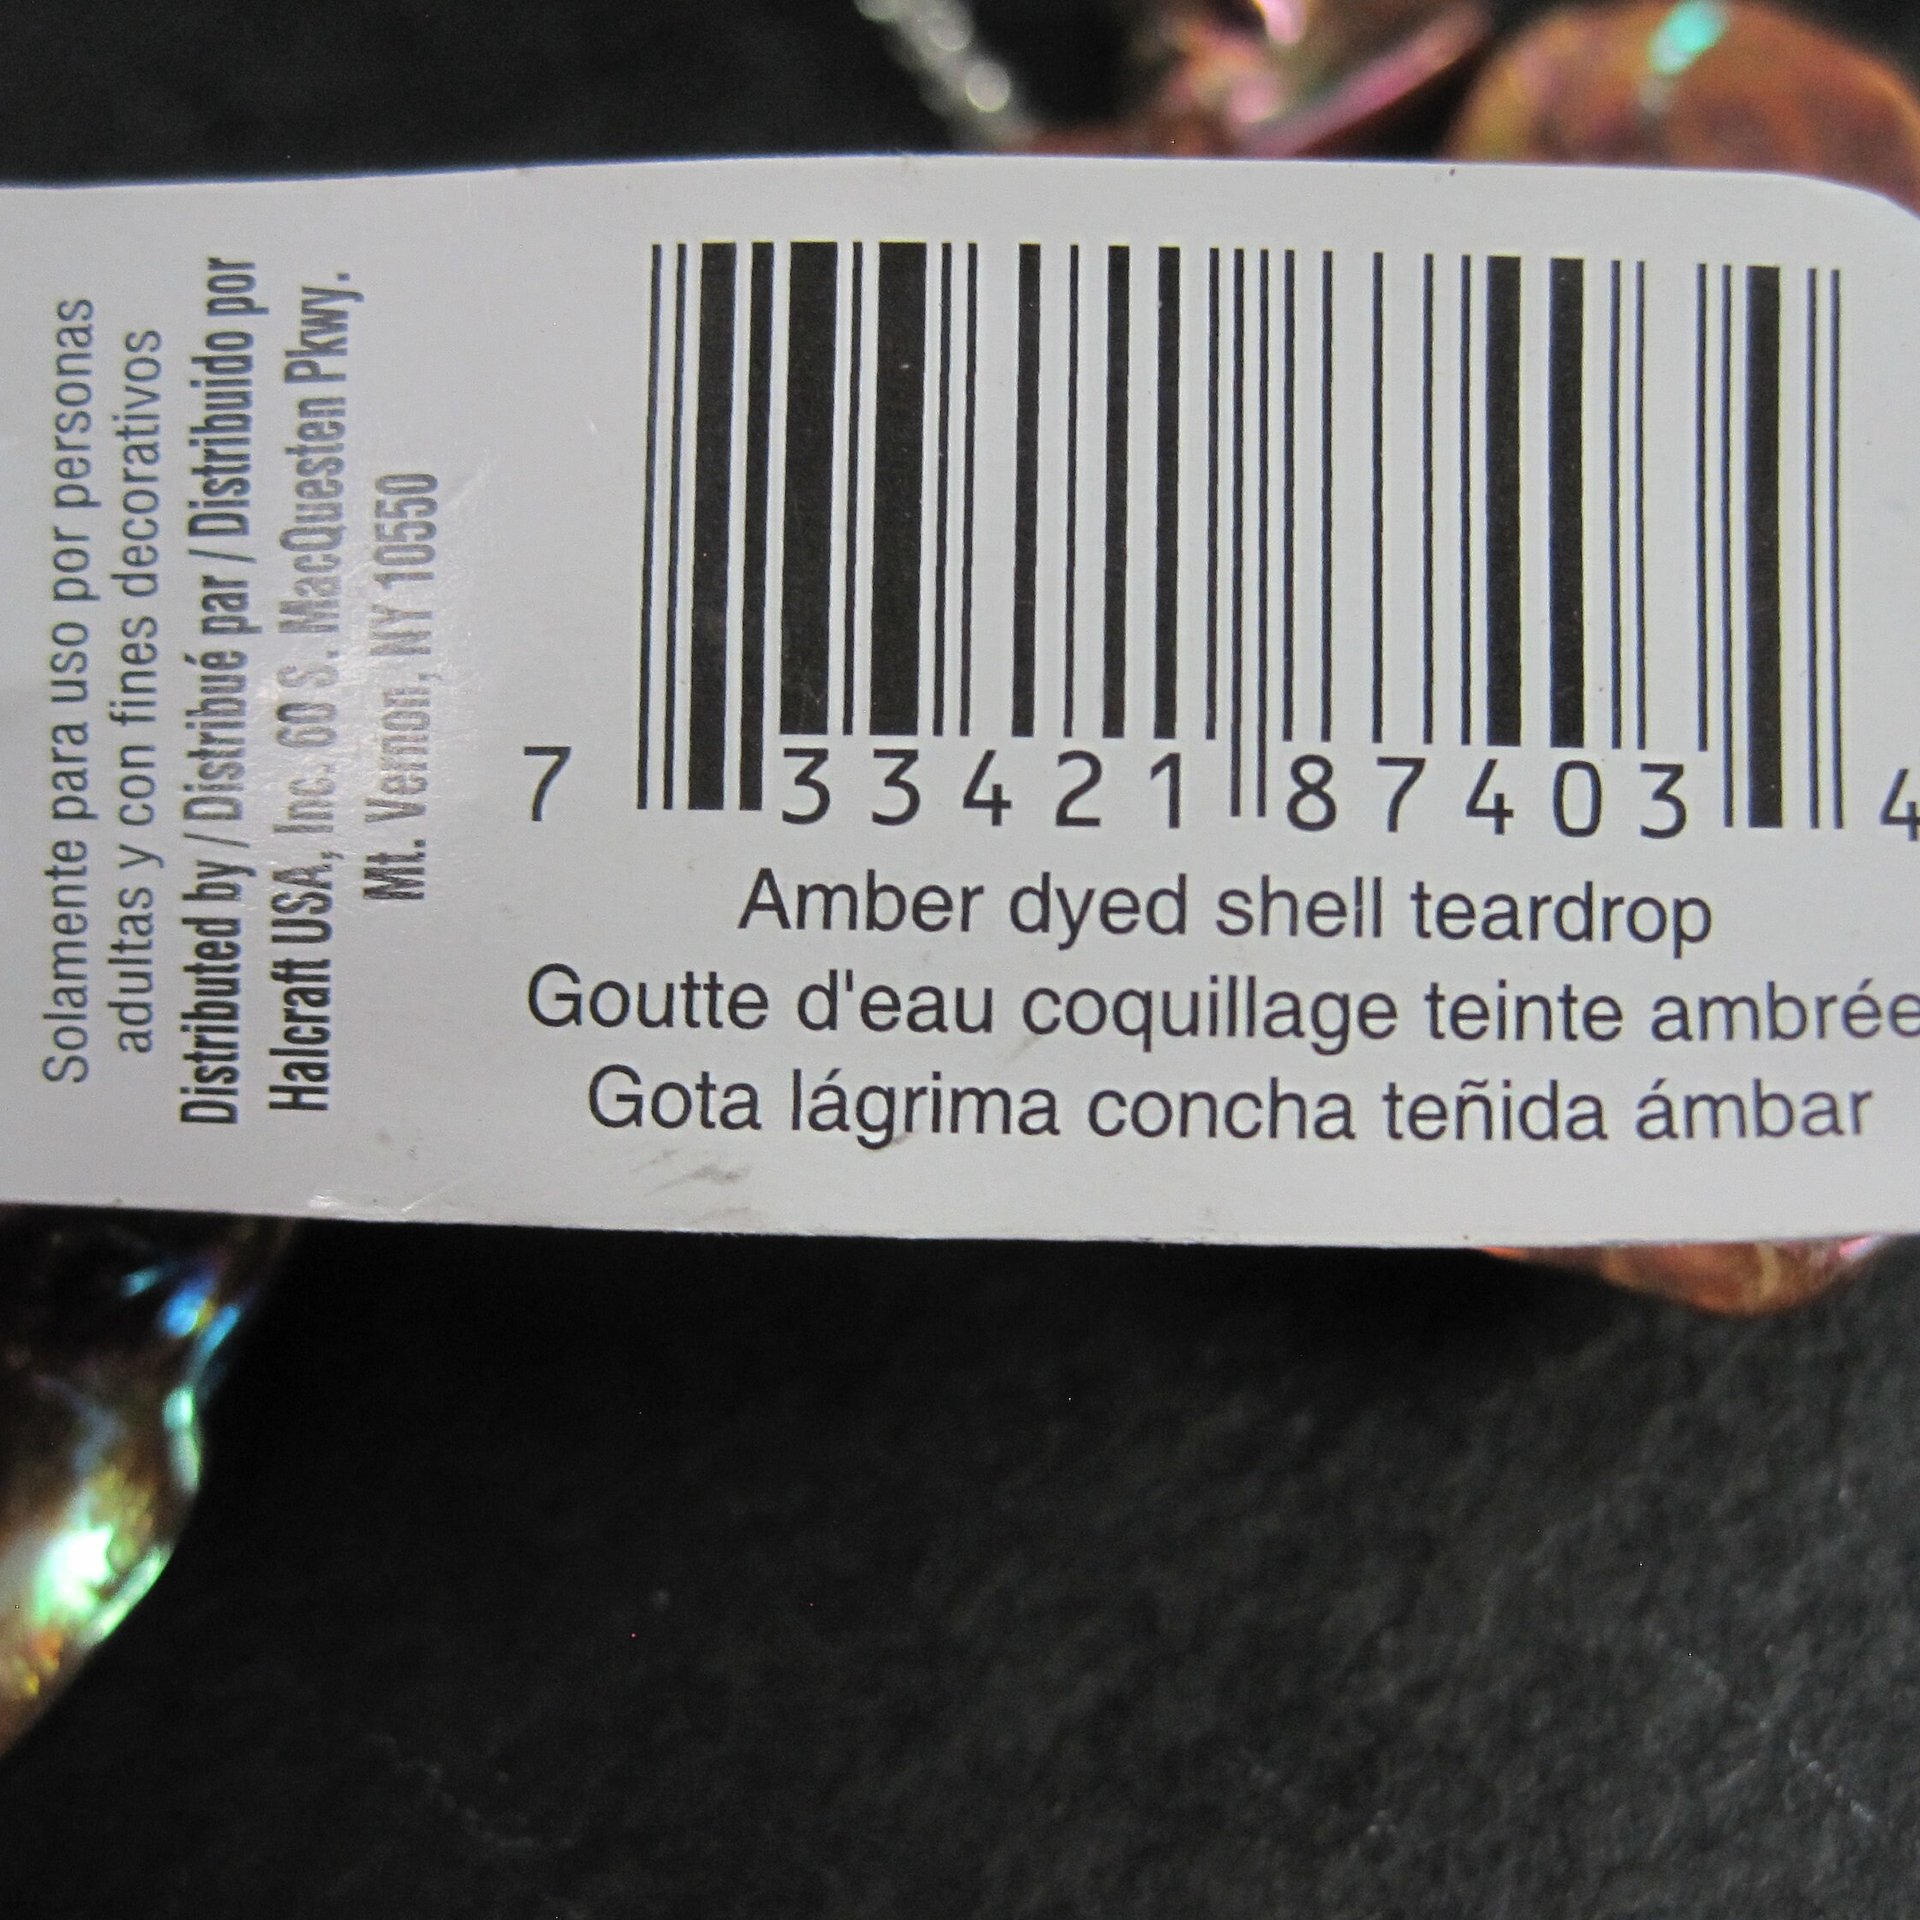 Solamente para uso por personas
adultas y con fines decorativos
Distributed by / Distribué par / Distribuido por
Halcraft USA, Inc. 60 S. MacQuesten Pkwy.
Mt. Vernon, NY 10550
7 33421 87403 4
Amber dyed shell teardrop
Goutte d'eau coquillage teinte ambrée
Gota lágrima concha teñida ámbar